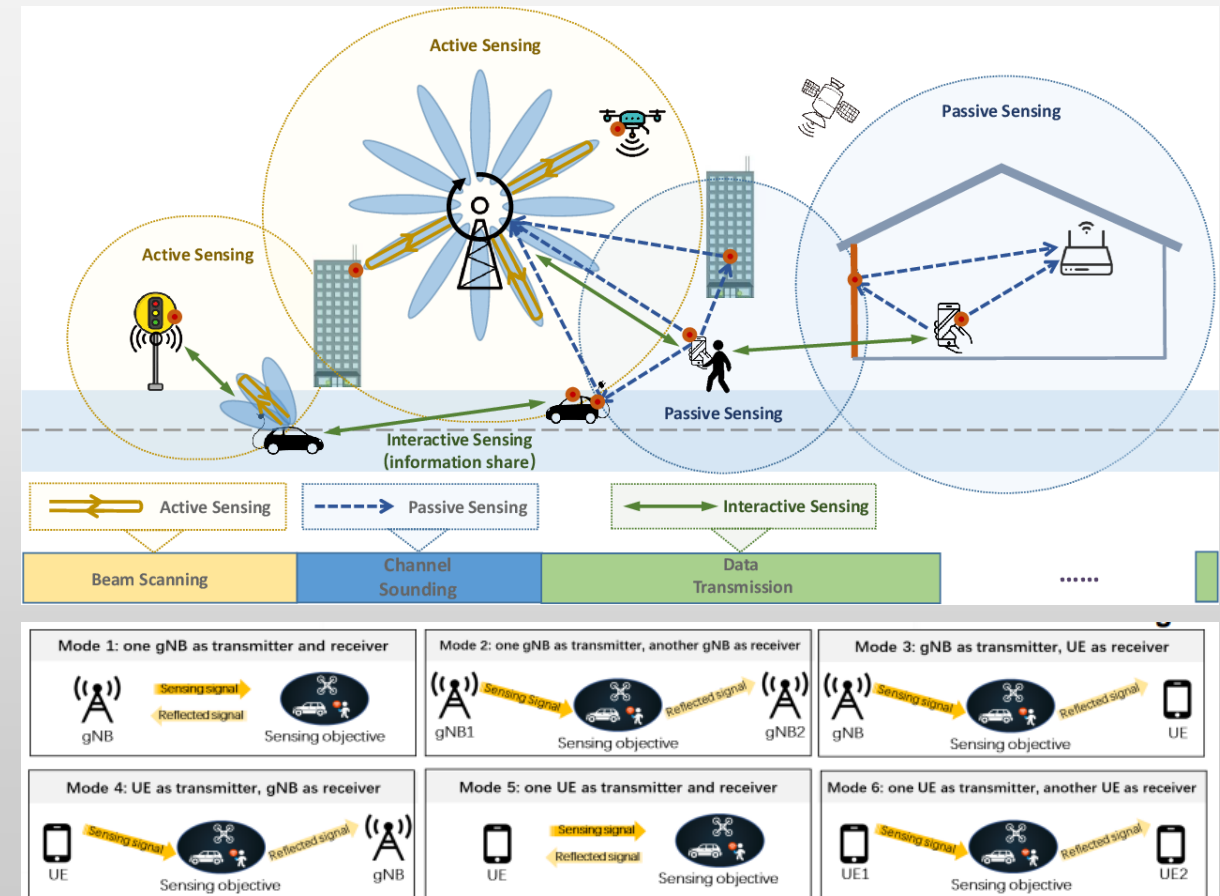 Active Sensing
Passive Sensing
Active Sensing
Passive Sensing
Interactive Sensing
(information share)
Active Sensing
Passive Sensing
Interactive Sensing
Beam Scanning
Channel
Sounding
Data
Transmission
......
Mode 1: one gNB as transmitter and receiver
Sensing signal
Reflected signal
gNB
Sensing objective
Mode 2: one gNB as transmitter, another gNB as receiver
Sensing Signal
Reflected signal
gNB1
Sensing objective
gNB2
Mode 3: gNB as transmitter, UE as receiver
Sensing signal
Reflected signal
gNB
Sensing objective
UE
Mode 4: UE as transmitter, gNB as receiver
Sensing signal
Reflected signal
UE
Sensing objective
gNB
Mode 5: one UE as transmitter and receiver
Sensing signal
Reflected signal
UE
Sensing objective
Mode 6: one UE as transmitter, another UE as receiver
Sensing signal
Reflected signal
UE1
Sensing objective
UE2